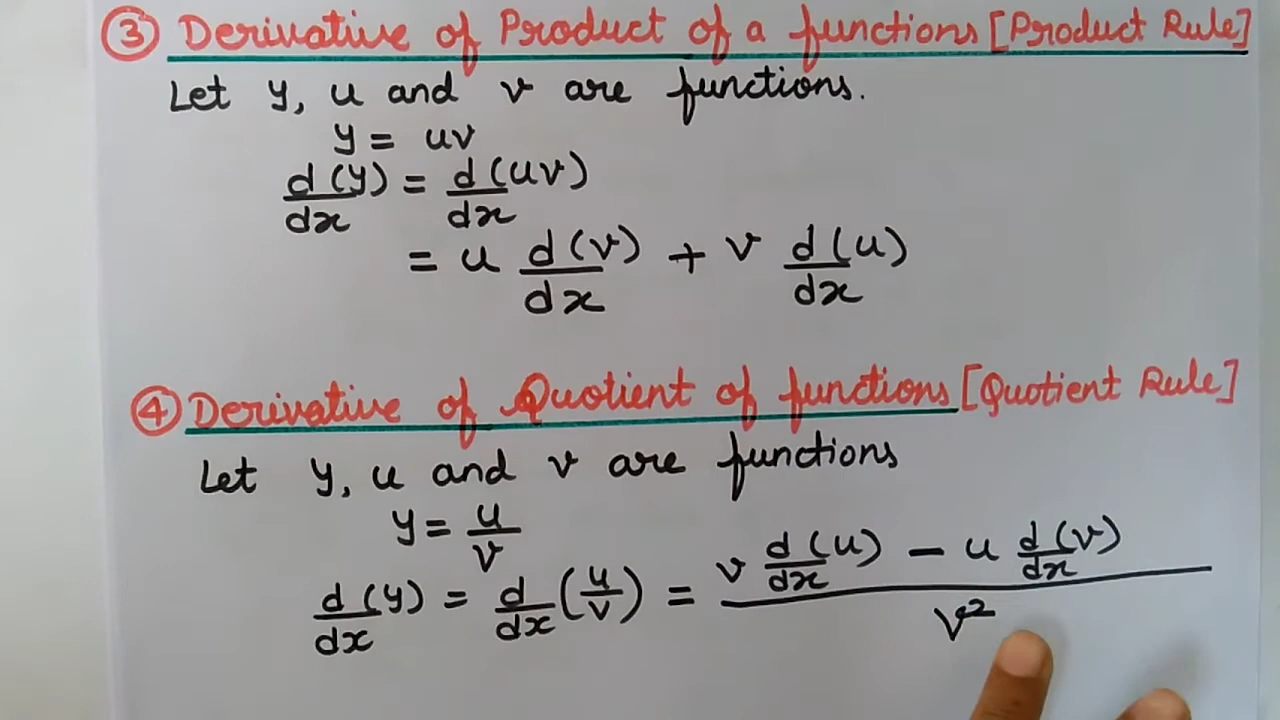 ③ Derivative of Product of a functions [Product Rule]
Let y, u and v are functions.
y = uv
d/dx (y) = d/dx (uv)
= u d/dx (v) + v d/dx (u)
④ Derivative of Quotient of functions [Quotient Rule]
Let y, u and v are functions
y = u/v
d/dx (y) = d/dx (u/v) = (v d/dx (u) - u d/dx (v)) / v²